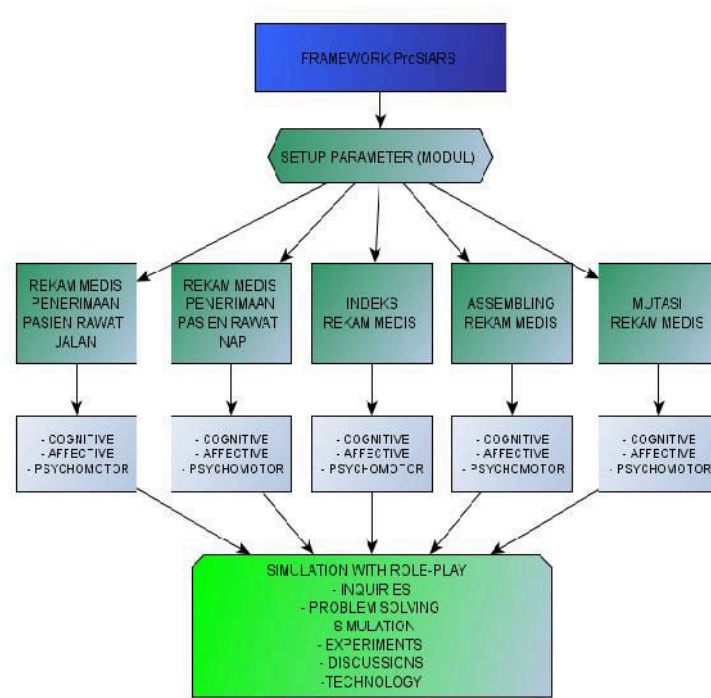 FRAMEWORK ProSIARS
SETUP PARAMETER (MODUL)
REKAM MEDIS
PENERIMAAN
PASIEN RAWAT
JALAN
REKAM MEDIS
PENERIMAAN
PASIEN RAWAT
NAP
INDEKS
REKAM MEDIS
ASSEMBLING
REKAM MEDIS
MUTASI
REKAM MEDIS
- COGNITIVE
- AFFECTIVE
- PSYCHOMOTOR
- COGNITIVE
- AFFECTIVE
- PSYCHOMOTOR
- COGNITIVE
- AFFECTIVE
- PSYCHOMOTOR
- COGNITIVE
- AFFECTIVE
- PSYCHOMOTOR
- COGNITIVE
- AFFECTIVE
- PSYCHOMOTOR
SIMULATION WITH ROLE-PLAY
- INQUIRIES
- PROBLEM SOLVING
SIMULATION
- EXPERIMENTS
- DISCUSSIONS
- TECHNOLOGY